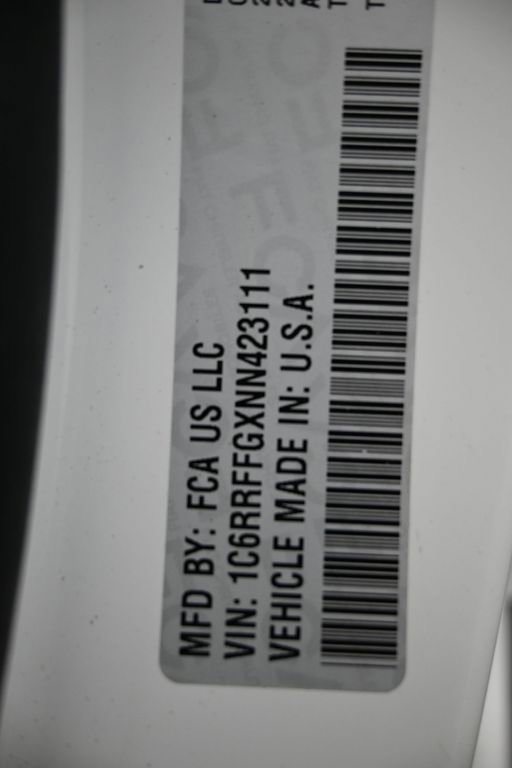 MFD BY: FCA US LLC
VIN: 1C6RRFFGXNN423111
VEHICLE MADE IN: U.S.A.